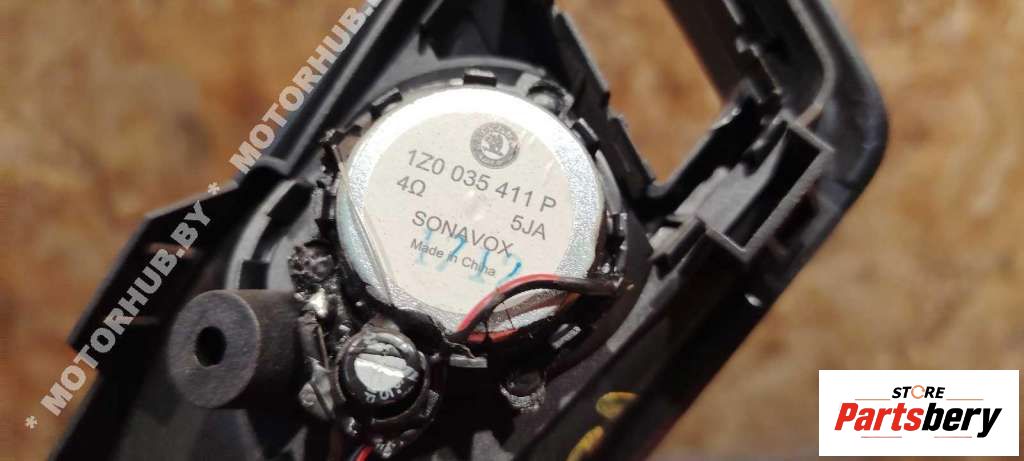 * MOTORHUB.BY * MOTORHUB.BY
1Z0 035 411 P
4Ω 5JA
SONAVOX
Made in China
STORE
Partsbery